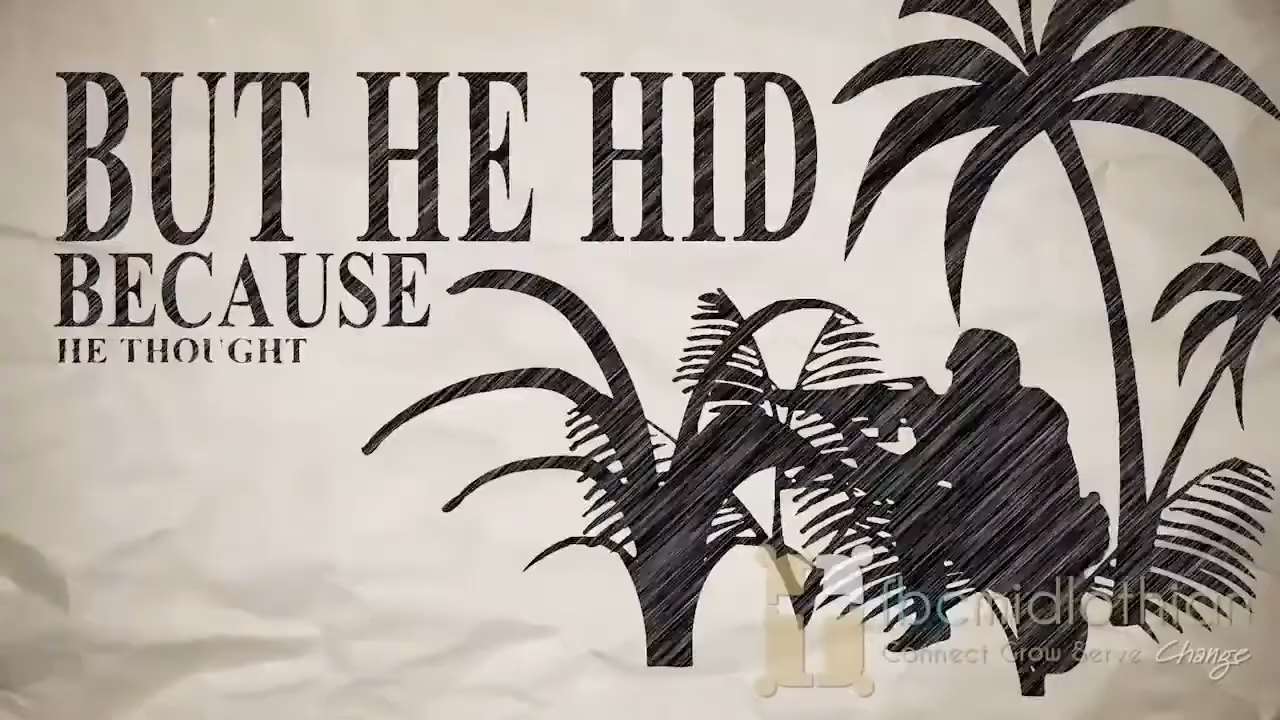 BUT HE HID
BECAUSE
HE THOUGHT
fbcmidlothian
Connect Grow Serve Change